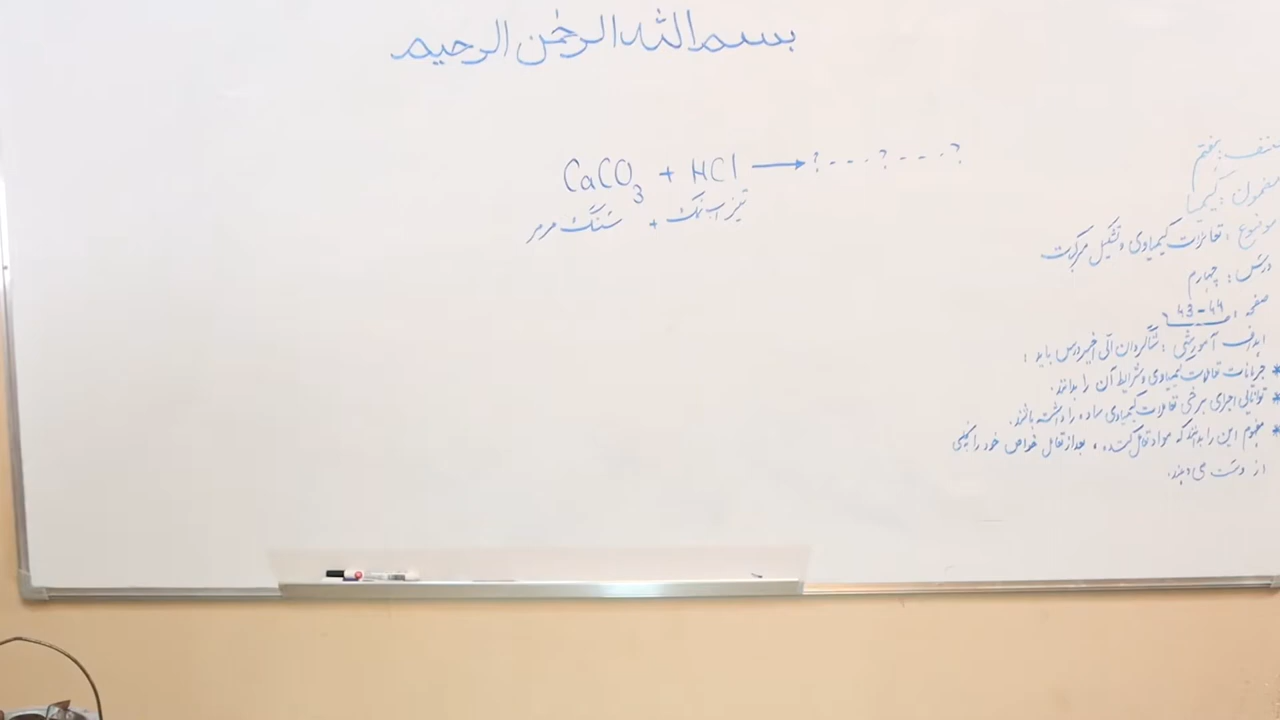 بسم الله الرحمن الرحیم
CaCO3 + HCl ⟶ ? - - - ? - - - ?
تیزاب نمک + سنگ مرمر
صنف: هفتم
مضمون: کیمیا
موضوع: تعاملات کیمیاوی و تشکیل مرکبات
درس: چهارم
صفحه: 43-44
اهداف آموزشی: شاگردان الی اخیر درس باید:
* جریانات تعاملات کیمیاوی و شرایط آن را بدانند.
* توانائی اجرای برخی تعاملات کیمیاوی ساده را داشته باشند.
* مفهوم این را بدانند که مواد تعامل کننده، بعد از تعامل خواص خود را بکلی
از دست می دهند.